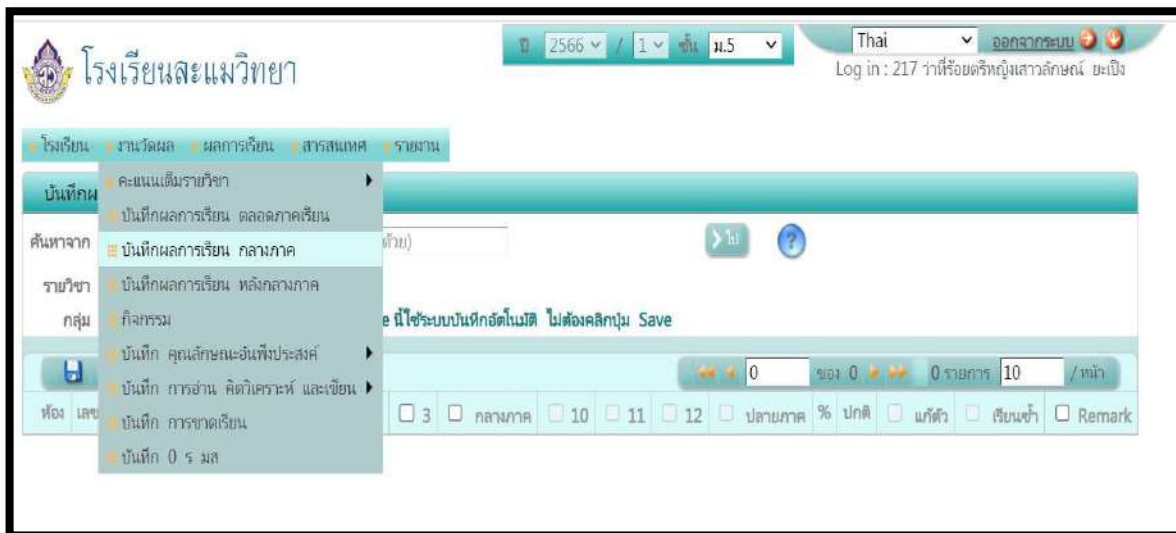 โรงเรียนสะแมวิทยา
ปี 2566 / 1 ชั้น ม.5
Thai ออกจากระบบ
Log in : 217 ว่าที่ร้อยตรีหญิงเสาวลักษณ์ ยะเปิง
โรงเรียน งานวัดผล ผลการเรียน สารสนเทศ รายงาน
บันทึกผ
คะแนนเต็มรายวิชา
บันทึกผลการเรียน ตลอดภาคเรียน
ค้นหาจาก
บันทึกผลการเรียน กลางภาค
ด้วย) ไป ?
รายวิชา
บันทึกผลการเรียน หลังกลางภาค
กลุ่ม
กิจกรรม
e นี้ใช้ระบบบันทึกอัตโนมัติ ไม่ต้องคลิกปุ่ม Save
บันทึก คุณลักษณะอันพึงประสงค์
0 ของ 0 0 รายการ 10 / หน้า
บันทึก การอ่าน คิดวิเคราะห์ และเขียน
ห้อง เลข 3 กลางภาค 10 11 12 ปลายภาค % ปกติ แก้ตัว เรียนซ้ำ Remark
บันทึก การขาดเรียน
บันทึก 0 ร มส